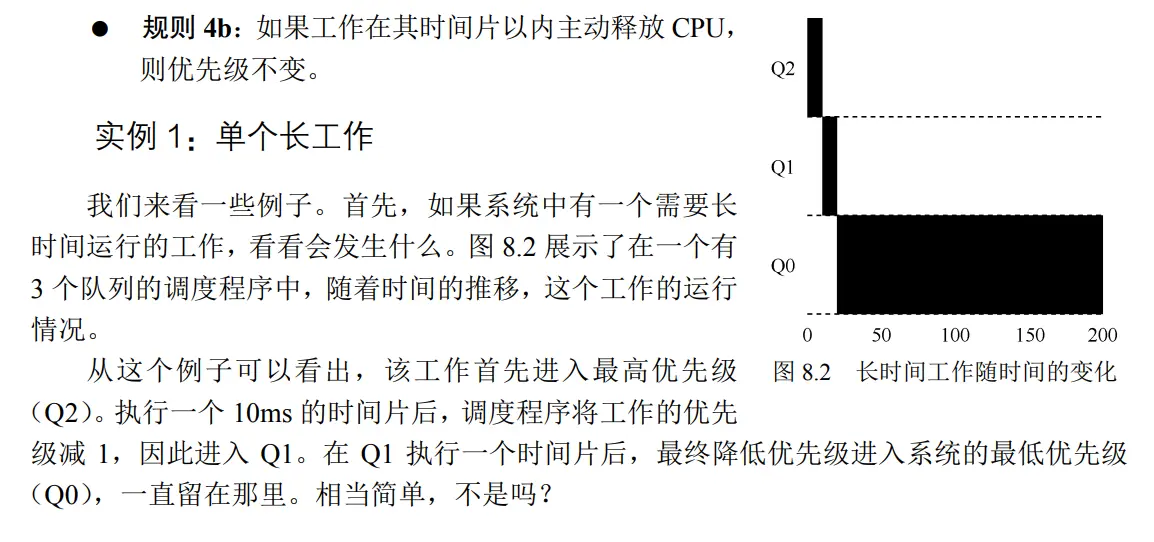 ● 规则 4b：如果工作在其时间片以内主动释放 CPU，
则优先级不变。
实例 1：单个长工作
我们来看一些例子。首先，如果系统中有一个需要长
时间运行的工作，看看会发生什么。图 8.2 展示了在一个有
3 个队列的调度程序中，随着时间的推移，这个工作的运行
情况。
从这个例子可以看出，该工作首先进入最高优先级
（Q2）。执行一个 10ms 的时间片后，调度程序将工作的优先
级减 1，因此进入 Q1。在 Q1 执行一个时间片后，最终降低优先级进入系统的最低优先级
（Q0），一直留在那里。相当简单，不是吗？
Q2
Q1
Q0
0 50 100 150 200
图 8.2 长时间工作随时间的变化